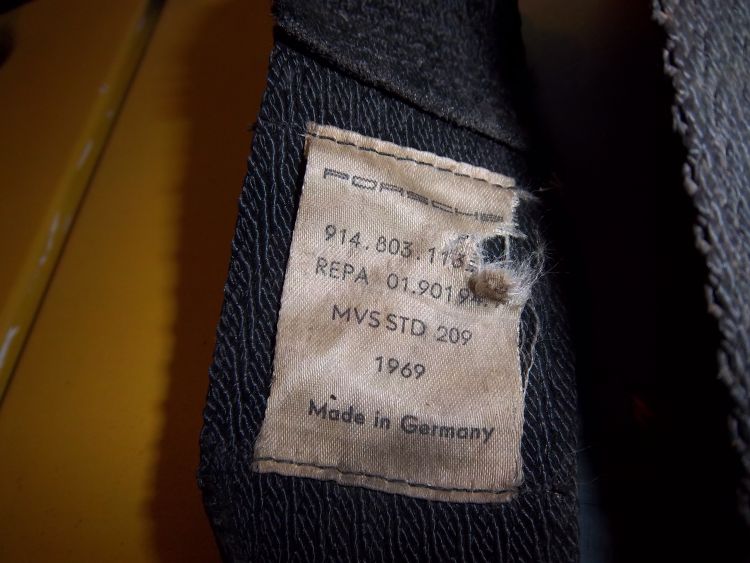 PORSCHE
914.803.113
REPA 01.901
MVSSTD 209
1969
Made in Germany